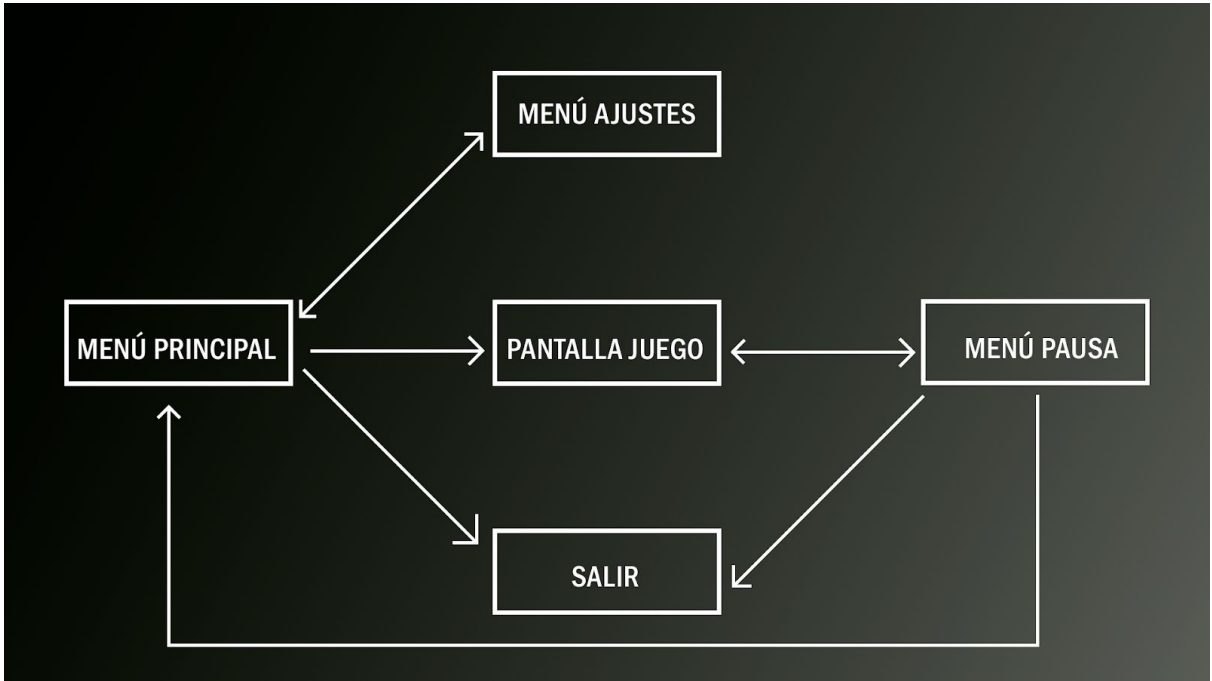 MENÚ AJUSTES
MENÚ PRINCIPAL
PANTALLA JUEGO
MENÚ PAUSA
SALIR